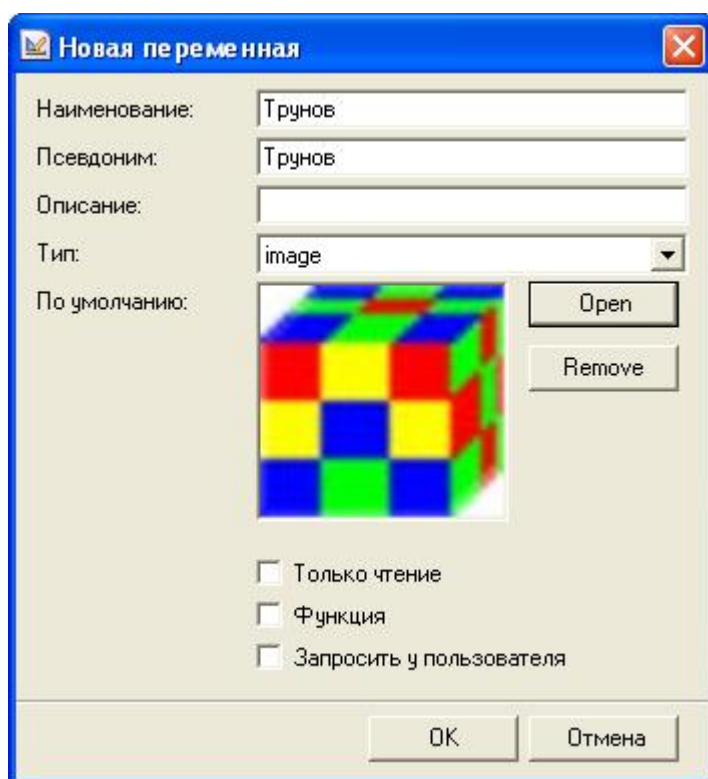 Новая переменная
Наименование: Трунов
Псевдоним: Трунов
Описание:
Тип: image
По умолчанию: Open
Remove
Только чтение
Функция
Запросить у пользователя
OK Отмена